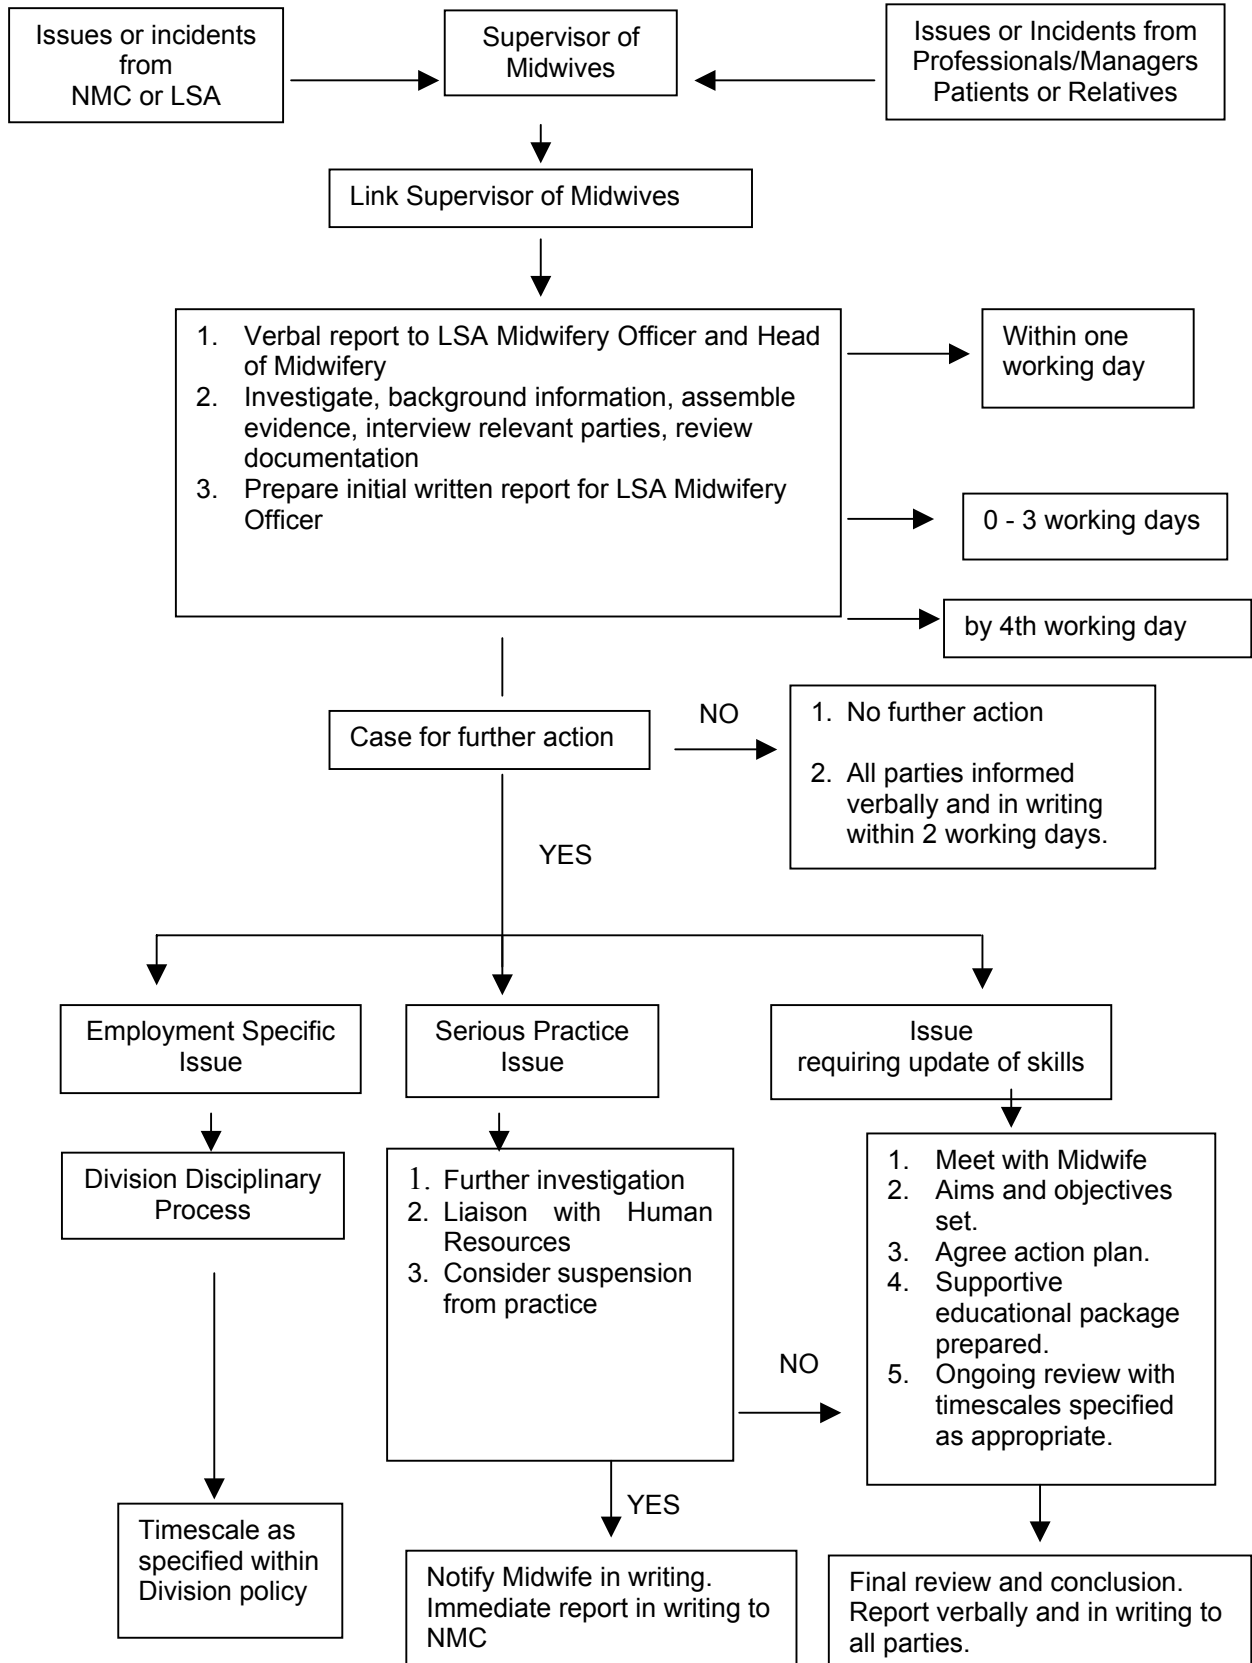 Issues or incidents
from
NMC or LSA
Supervisor of
Midwives
Issues or Incidents from
Professionals/Managers
Patients or Relatives
Link Supervisor of Midwives
1. Verbal report to LSA Midwifery Officer and Head
of Midwifery
2. Investigate, background information, assemble
evidence, interview relevant parties, review
documentation
3. Prepare initial written report for LSA Midwifery
Officer
Within one
working day
0 - 3 working days
by 4th working day
Case for further action
NO
1. No further action
2. All parties informed
verbally and in writing
within 2 working days.
YES
Employment Specific
Issue
Serious Practice
Issue
Issue
requiring update of skills
Division Disciplinary
Process
1. Further investigation
2. Liaison with Human
Resources
3. Consider suspension
from practice
1. Meet with Midwife
2. Aims and objectives
set.
3. Agree action plan.
4. Supportive
educational package
prepared.
5. Ongoing review with
timescales specified
as appropriate.
NO
YES
Timescale as
specified within
Division policy
Notify Midwife in writing.
Immediate report in writing to
NMC
Final review and conclusion.
Report verbally and in writing to
all parties.